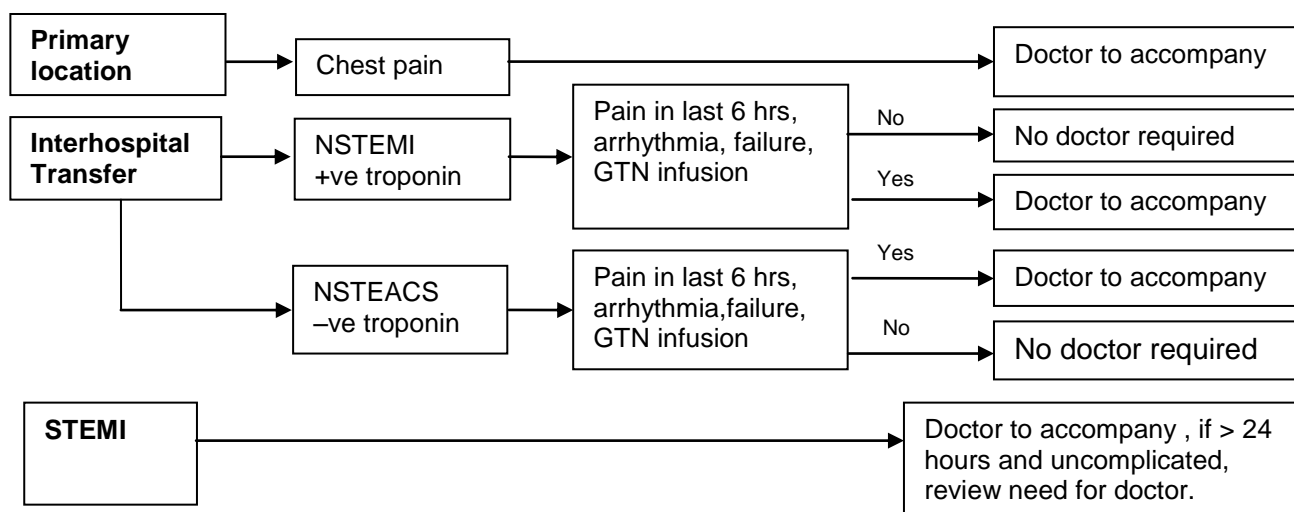 Primary
location
Chest pain
Doctor to accompany
Interhospital
Transfer
NSTEMI
+ve troponin
Pain in last 6 hrs,
arrhythmia, failure,
GTN infusion
No
No doctor required
Yes
Doctor to accompany
NSTEACS
–ve troponin
Pain in last 6 hrs,
arrhythmia,failure,
GTN infusion
Yes
Doctor to accompany
No
No doctor required
STEMI
Doctor to accompany , if > 24
hours and uncomplicated,
review need for doctor.